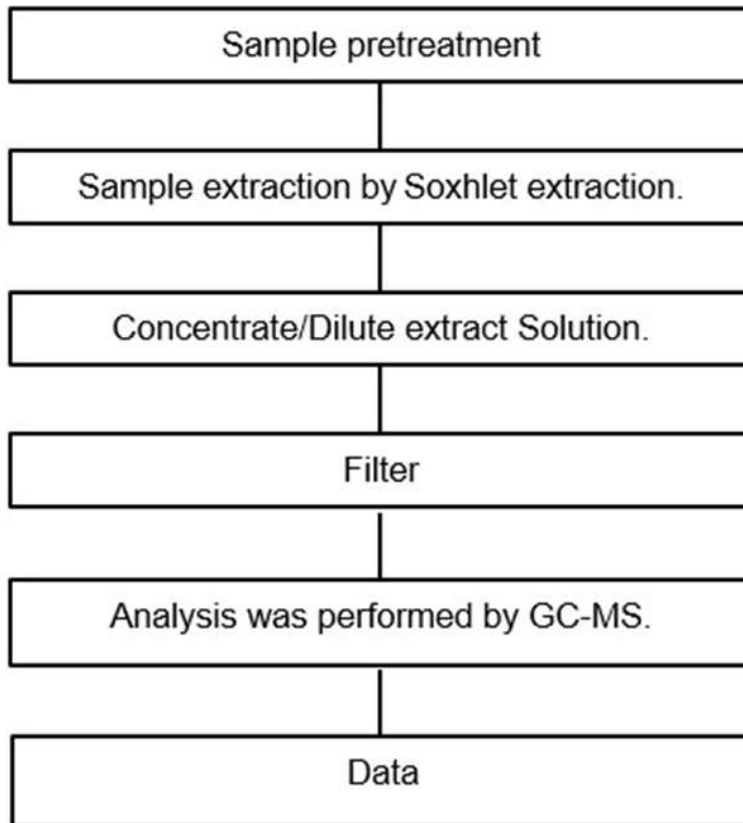 Sample pretreatment
Sample extraction by Soxhlet extraction.
Concentrate/Dilute extract Solution.
Filter
Analysis was performed by GC-MS.
Data